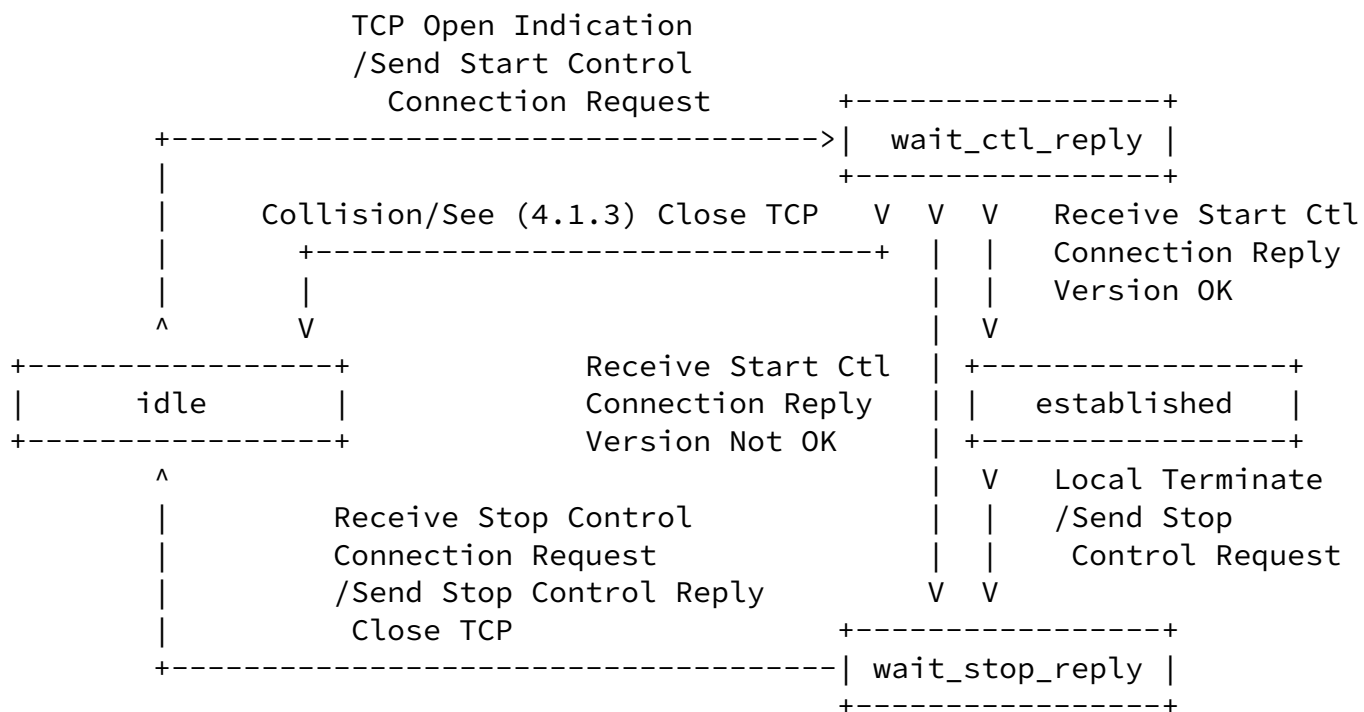 TCP Open Indication
/Send Start Control
Connection Request
wait_ctl_reply
Collision/See (4.1.3) Close TCP V V V Receive Start Ctl
Connection Reply
Version OK
^ V V
Receive Start Ctl
idle Connection Reply established
Version Not OK
^ V Local Terminate
Receive Stop Control /Send Stop
Connection Request Control Request
/Send Stop Control Reply V V
Close TCP
wait_stop_reply